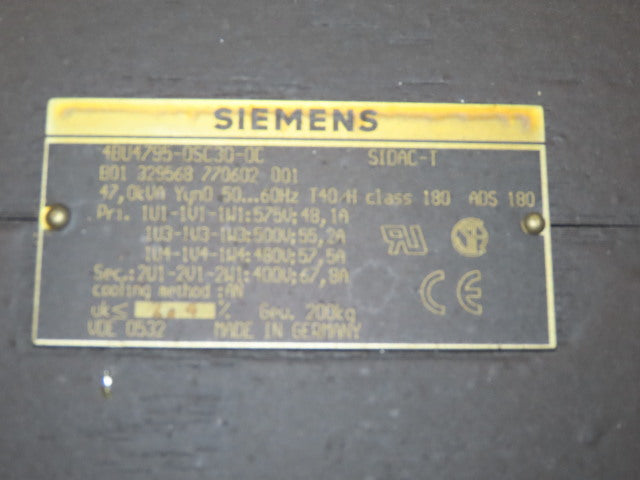 SIEMENS
4BU4795-0SC30-0C SIDAC-T
B01 329568 770602 001
47,0kVA Yyn0 50...60Hz T40/H class 180 AOS 180
Pri. 1U1-1V1-1W1:575V;48,1A
1U3-1V3-1W3:500V;55,2A
1U4-1V4-1W4:480V;57,5A
Sec.:2U1-2V1-2W1:400V;67,8A
cooling method :AN
uk≤ % Gew. 200kg
VDE 0532 MADE IN GERMANY
CE